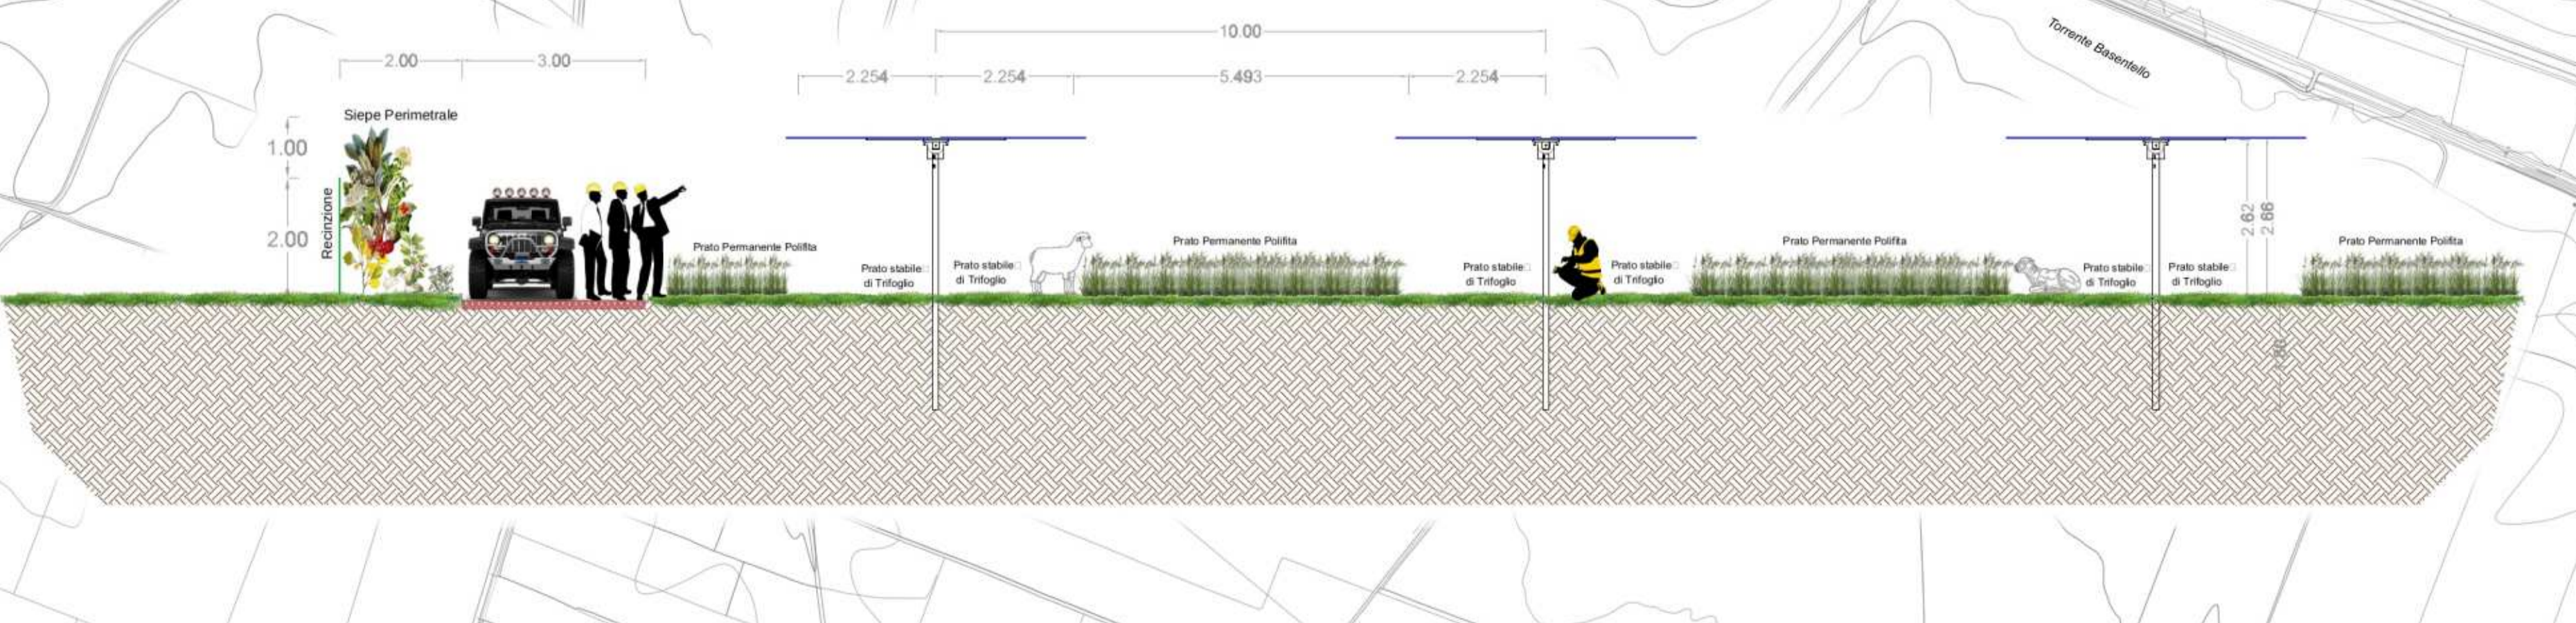 10.00
Torrente Basentello
2.00
3.00
2.254
2.254
5.493
2.254
Siepe Perimetrale
1.00
2.00
Recinzione
Prato Permanente Polifita
Prato stabile
di Trifoglio
Prato stabile
di Trifoglio
Prato Permanente Polifita
Prato stabile
di Trifoglio
Prato stabile
di Trifoglio
Prato Permanente Polifita
Prato stabile
di Trifoglio
Prato stabile
di Trifoglio
2.62
2.66
Prato Permanente Polifita